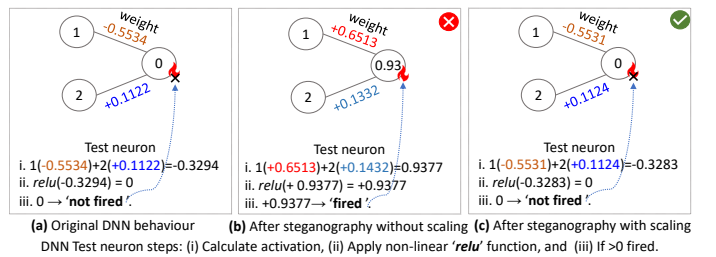 weight
-0.5534
1
0
2
+0.1122
Test neuron
i. 1(-0.5534)+2(+0.1122)=-0.3294
ii. relu(-0.3294) = 0
iii. 0 → ‘not fired ’.
(a) Original DNN behaviour
weight
+0.6513
1
0.93
2
+0.1332
Test neuron
i. 1(+0.6513)+2(+0.1432)=0.9377
ii. relu(+ 0.9377) = +0.9377
iii. +0.9377→ ‘fired ’.
(b) After steganography without scaling
weight
-0.5531
1
0
2
+0.1124
Test neuron
i. 1(-0.5531)+2(+0.1124)=-0.3283
ii. relu(-0.3283) = 0
iii. 0 → ‘not fired ’.
(c) After steganography with scaling
DNN Test neuron steps: (i) Calculate activation, (ii) Apply non-linear ‘relu’ function, and (iii) If >0 fired.